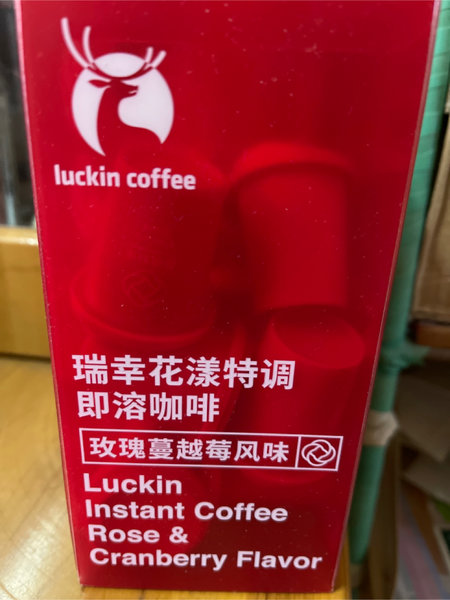 luckin coffee
瑞幸花漾特调
即溶咖啡
玫瑰蔓越莓风味
Luckin
Instant Coffee
Rose &
Cranberry Flavor